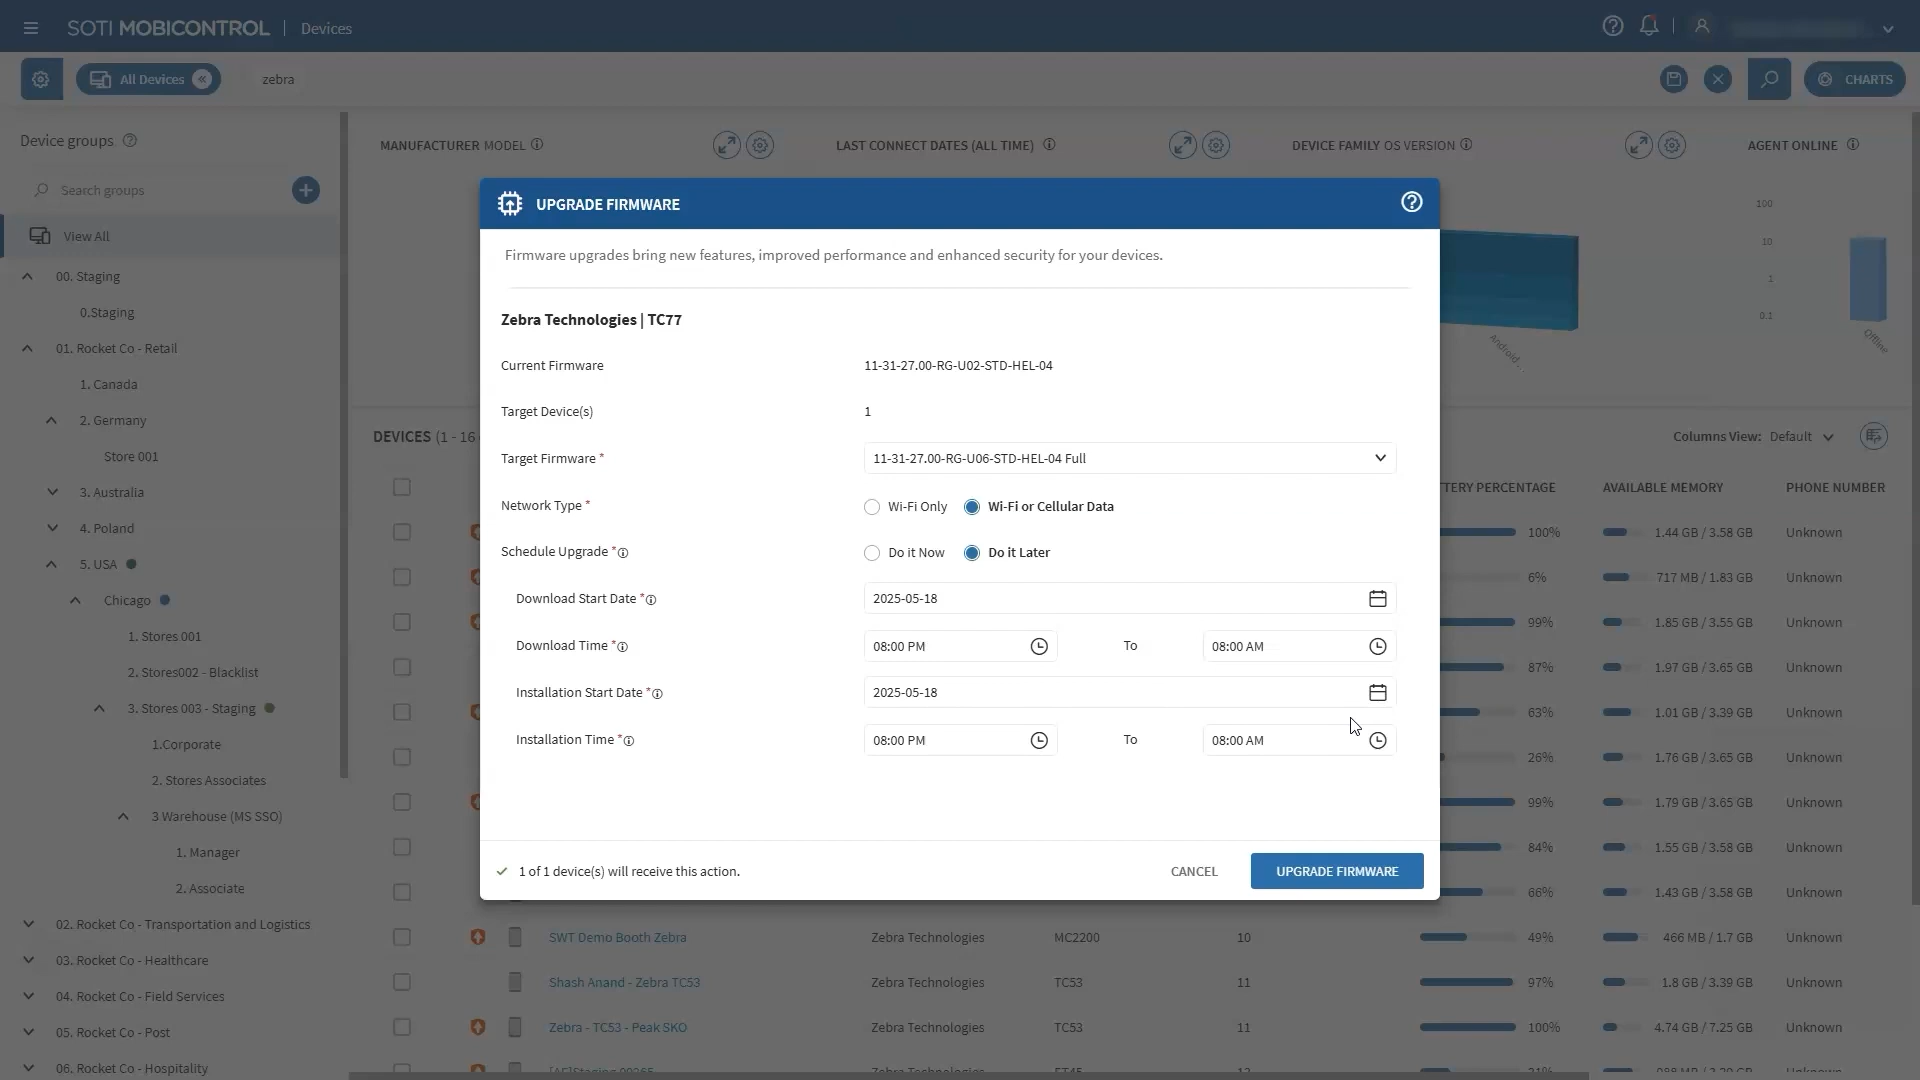 SOTI MOBICONTROL | Devices
All Devices
zebra
CHARTS
Device groups
Search groups
View All
00. Staging
0.Staging
01. Rocket Co - Retail
1. Canada
2. Germany
Store 001
3. Australia
4. Poland
5. USA
Chicago
1. Stores 001
2. Stores002 - Blacklist
3. Stores 003 - Staging
1.Corporate
2. Stores Associates
3 Warehouse (MS SSO)
1. Manager
2. Associate
02. Rocket Co - Transportation and Logistics
03. Rocket Co - Healthcare
04. Rocket Co - Field Services
05. Rocket Co - Post
06. Rocket Co - Hospitality
MANUFACTURER MODEL
LAST CONNECT DATES (ALL TIME)
DEVICE FAMILY OS VERSION
AGENT ONLINE
100
10
1
0.1
Android...
Offline
UPGRADE FIRMWARE
Firmware upgrades bring new features, improved performance and enhanced security for your devices.
Zebra Technologies | TC77
Current Firmware 11-31-27.00-RG-U02-STD-HEL-04
Target Device(s) 1
Target Firmware * 11-31-27.00-RG-U06-STD-HEL-04 Full
Network Type * Wi-Fi Only Wi-Fi or Cellular Data
Schedule Upgrade * Do it Now Do it Later
Download Start Date * 2025-05-18
Download Time * 08:00 PM To 08:00 AM
Installation Start Date * 2025-05-18
Installation Time * 08:00 PM To 08:00 AM
1 of 1 device(s) will receive this action.
CANCEL
UPGRADE FIRMWARE
DEVICES (1 - 16
Columns View: Default
TERY PERCENTAGE AVAILABLE MEMORY PHONE NUMBER
100% 1.44 GB / 3.58 GB Unknown
6% 717 MB / 1.83 GB Unknown
99% 1.85 GB / 3.55 GB Unknown
87% 1.97 GB / 3.65 GB Unknown
63% 1.01 GB / 3.39 GB Unknown
26% 1.76 GB / 3.65 GB Unknown
99% 1.79 GB / 3.65 GB Unknown
84% 1.55 GB / 3.58 GB Unknown
66% 1.43 GB / 3.58 GB Unknown
SWT Demo Booth Zebra Zebra Technologies MC2200 10 49% 466 MB / 1.7 GB Unknown
Shash Anand - Zebra TC53 Zebra Technologies TC53 11 97% 1.8 GB / 3.39 GB Unknown
Zebra - TC53 - Peak SKO Zebra Technologies TC53 11 100% 4.74 GB / 7.25 GB Unknown
Zebra Technologies Unknown